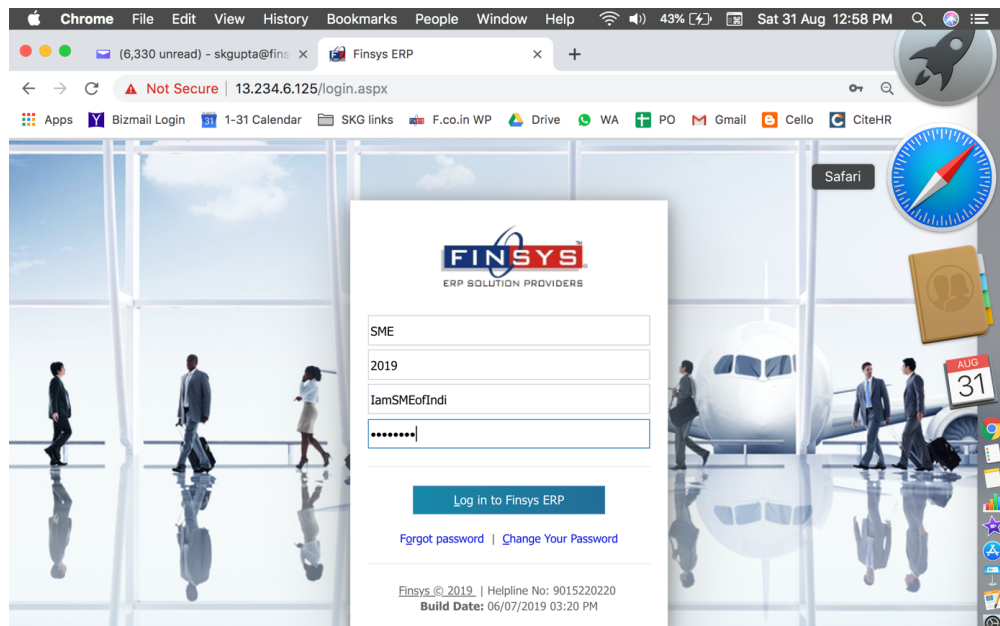 Chrome File Edit View History Bookmarks People Window Help 43% Sat 31 Aug 12:58 PM
(6,330 unread) - skgupta@fins
Finsys ERP
Not Secure | 13.234.6.125/login.aspx
Apps Bizmail Login 1-31 Calendar SKG links F.co.in WP Drive WA PO Gmail Cello CiteHR
Safari
FINSYS
ERP SOLUTION PROVIDERS
SME
2019
IamSMEofIndi
AUG
31
Log in to Finsys ERP
Forgot password | Change Your Password
Finsys © 2019 | Helpline No: 9015220220
Build Date: 06/07/2019 03:20 PM